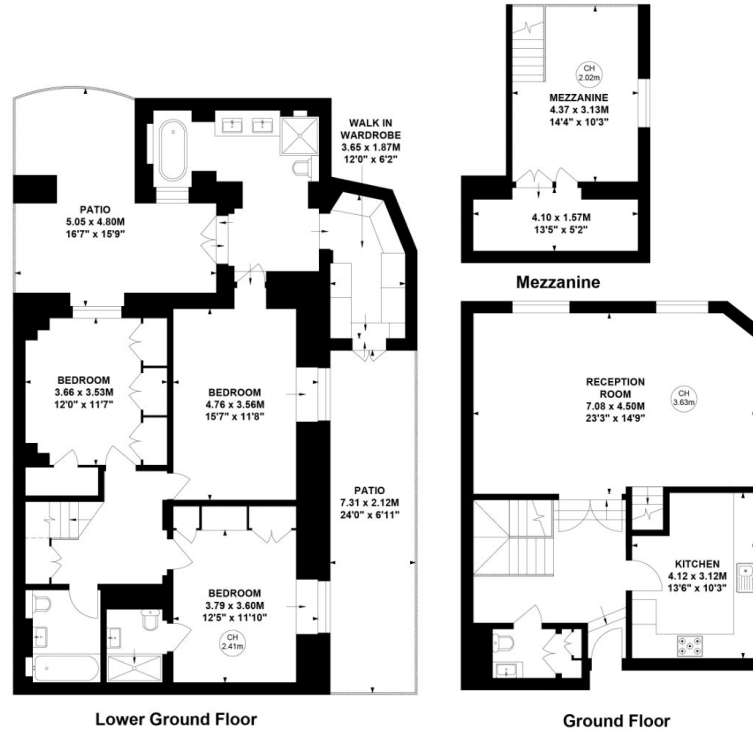 WALK IN
WARDROBE
3.65 x 1.87M
12'0" x 6'2"
PATIO
5.05 x 4.80M
16'7" x 15'9"
BEDROOM
3.66 x 3.53M
12'0" x 11'7"
BEDROOM
4.76 x 3.56M
15'7" x 11'8"
PATIO
7.31 x 2.12M
24'0" x 6'11"
BEDROOM
3.79 x 3.60M
12'5" x 11'10"
CH
2.41m
Lower Ground Floor
CH
2.02m
MEZZANINE
4.37 x 3.13M
14'4" x 10'3"
4.10 x 1.57M
13'5" x 5'2"
Mezzanine
RECEPTION
ROOM
7.08 x 4.50M
23'3" x 14'9"
CH
3.63m
KITCHEN
4.12 x 3.12M
13'6" x 10'3"
Ground Floor